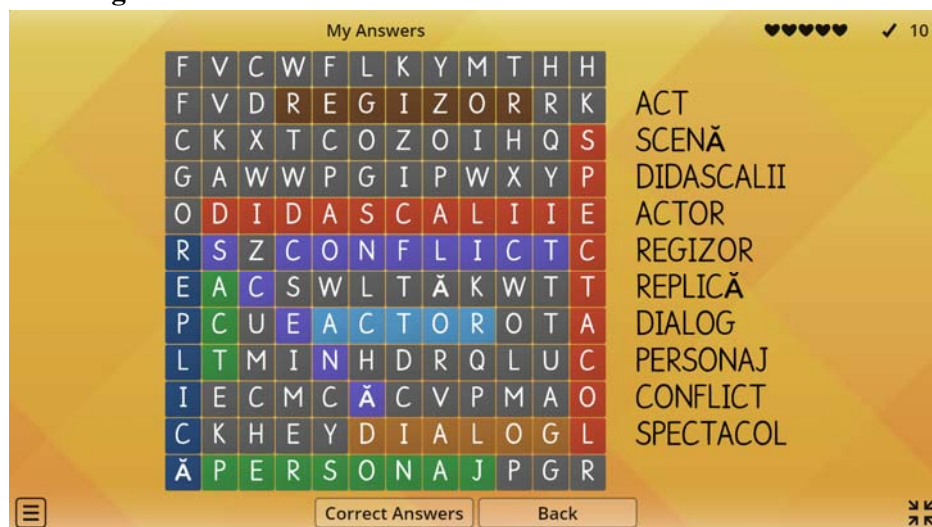 My Answers
✓ 10
F V C W F L K Y M T H H
F V D R E G I Z O R R K
C K X T C O Z O I H Q S
G A W W P G I P W X Y P
O D I D A S C A L I I E
R S Z C O N F L I C T C
E A C S W L T Ă K W T T
P C U E A C T O R O T A
L T M I N H D R Q L U C
I E C M C Ă C V P M A O
C K H E Y D I A L O G L
Ă P E R S O N A J P G R
ACT
SCENĂ
DIDASCALII
ACTOR
REGIZOR
REPLICĂ
DIALOG
PERSONAJ
CONFLICT
SPECTACOL
Correct Answers
Back